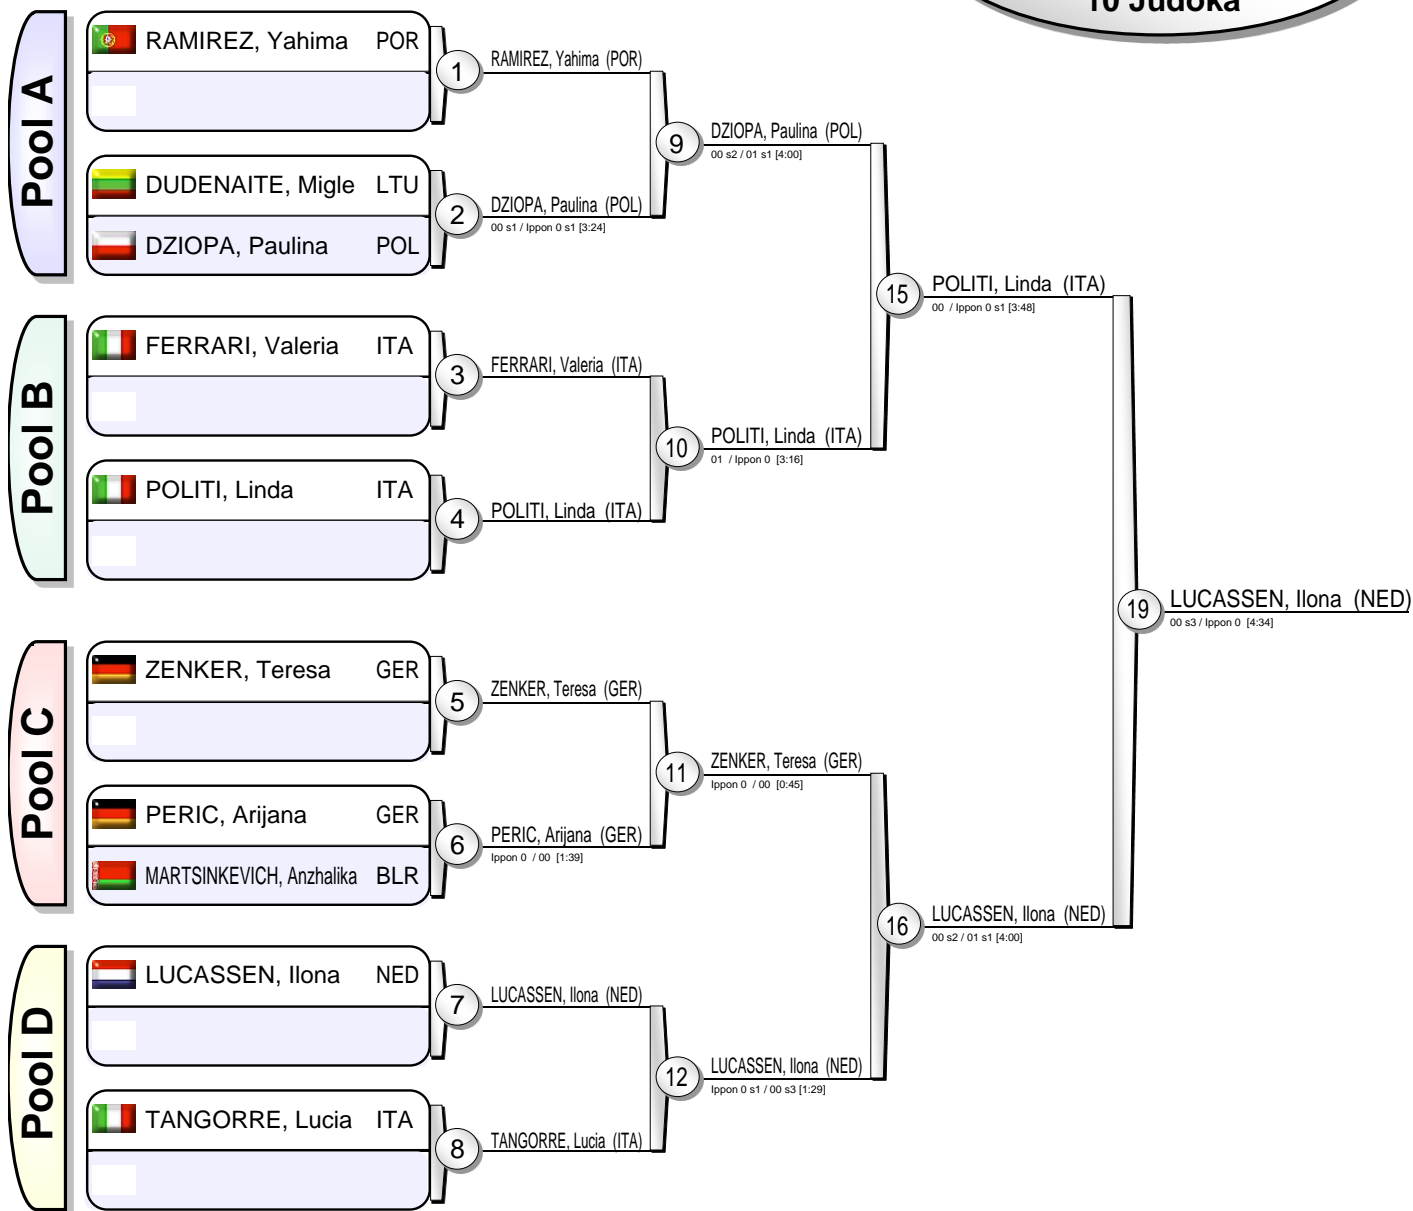 10 Judoka
Pool A
RAMIREZ, Yahima POR
1
RAMIREZ, Yahima (POR)
DUDENAITE, Migle LTU
DZIOPA, Paulina POL
2
DZIOPA, Paulina (POL)
00 s1 / Ippon 0 s1 [3:24]
9
DZIOPA, Paulina (POL)
00 s2 / 01 s1 [4:00]
Pool B
FERRARI, Valeria ITA
3
FERRARI, Valeria (ITA)
POLITI, Linda ITA
4
POLITI, Linda (ITA)
10
POLITI, Linda (ITA)
01 / Ippon 0 [3:16]
15
POLITI, Linda (ITA)
00 / Ippon 0 s1 [3:48]
Pool C
ZENKER, Teresa GER
5
ZENKER, Teresa (GER)
PERIC, Arijana GER
MARTSINKEVICH, Anzhalika BLR
6
PERIC, Arijana (GER)
Ippon 0 / 00 [1:39]
11
ZENKER, Teresa (GER)
Ippon 0 / 00 [0:45]
Pool D
LUCASSEN, Ilona NED
7
LUCASSEN, Ilona (NED)
TANGORRE, Lucia ITA
8
TANGORRE, Lucia (ITA)
12
LUCASSEN, Ilona (NED)
Ippon 0 s1 / 00 s3 [1:29]
16
LUCASSEN, Ilona (NED)
00 s2 / 01 s1 [4:00]
19
LUCASSEN, Ilona (NED)
00 s3 / Ippon 0 [4:34]